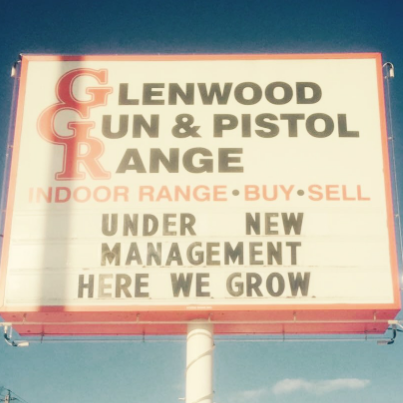 GLENWOOD
GUN & PISTOL
RANGE
INDOOR RANGE • BUY • SELL
UNDER NEW
MANAGEMENT
HERE WE GROW